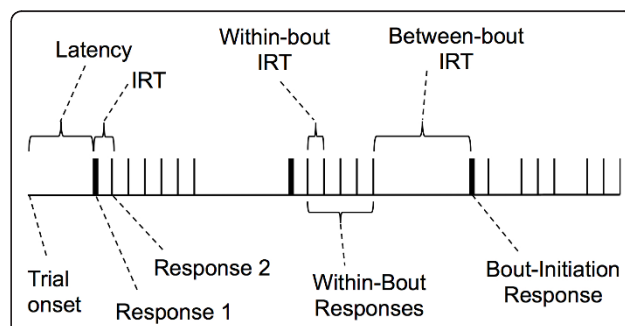 Latency
IRT
Within-bout
IRT
Between-bout
IRT
Trial
onset
Response 1
Response 2
Within-Bout
Responses
Bout-Initiation
Response